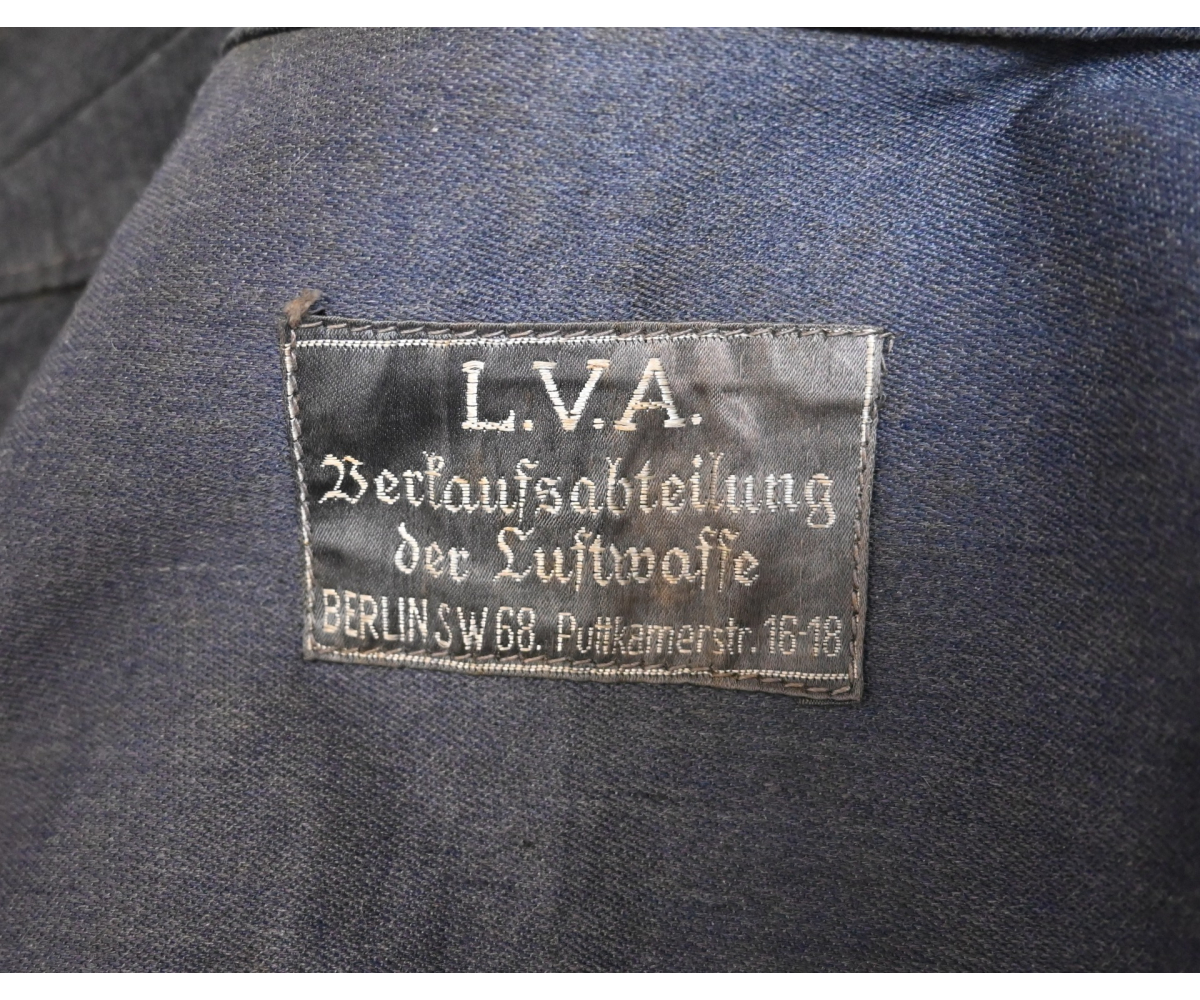 L.V.A.
Verkaufsabteilung
der Luftwaffe
BERLIN SW 68. Puttkamerstr. 16-18